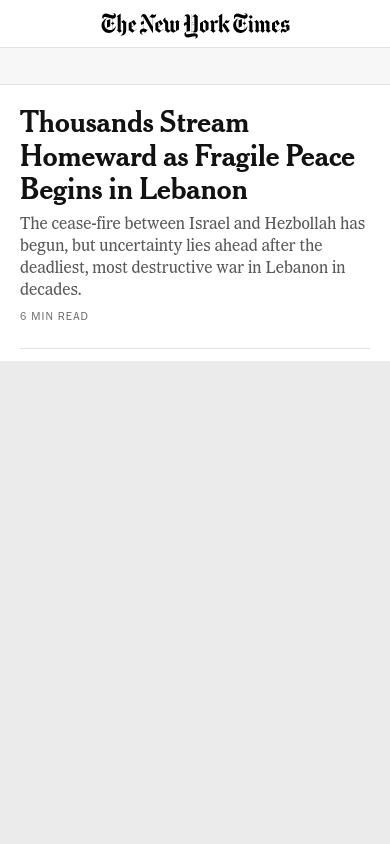 The New York Times
Thousands Stream
Homeward as Fragile Peace
Begins in Lebanon
The cease-fire between Israel and Hezbollah has
begun, but uncertainty lies ahead after the
deadliest, most destructive war in Lebanon in
decades.
6 MIN READ